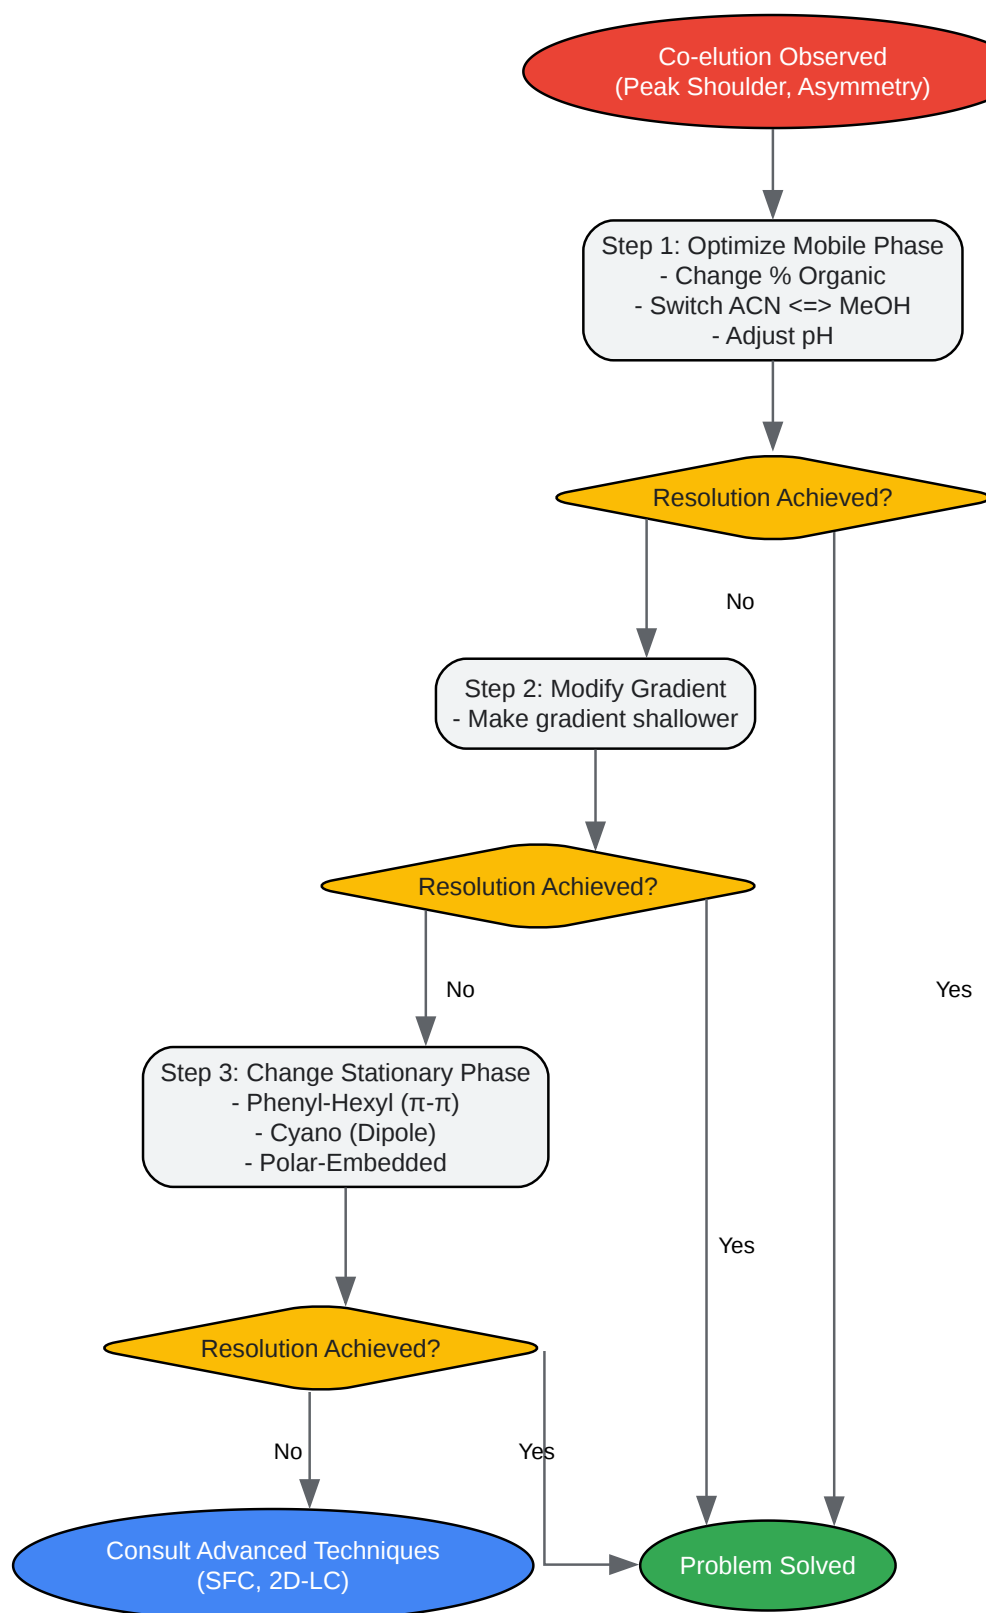 Co-elution Observed
(Peak Shoulder, Asymmetry)
Step 1: Optimize Mobile Phase
- Change % Organic
- Switch ACN <=> MeOH
- Adjust pH
Resolution Achieved?
No
Step 2: Modify Gradient
- Make gradient shallower
Resolution Achieved?
No
Yes
Step 3: Change Stationary Phase
- Phenyl-Hexyl (π-π)
- Cyano (Dipole)
- Polar-Embedded
Yes
Resolution Achieved?
No
Yes
Consult Advanced Techniques
(SFC, 2D-LC)
Problem Solved